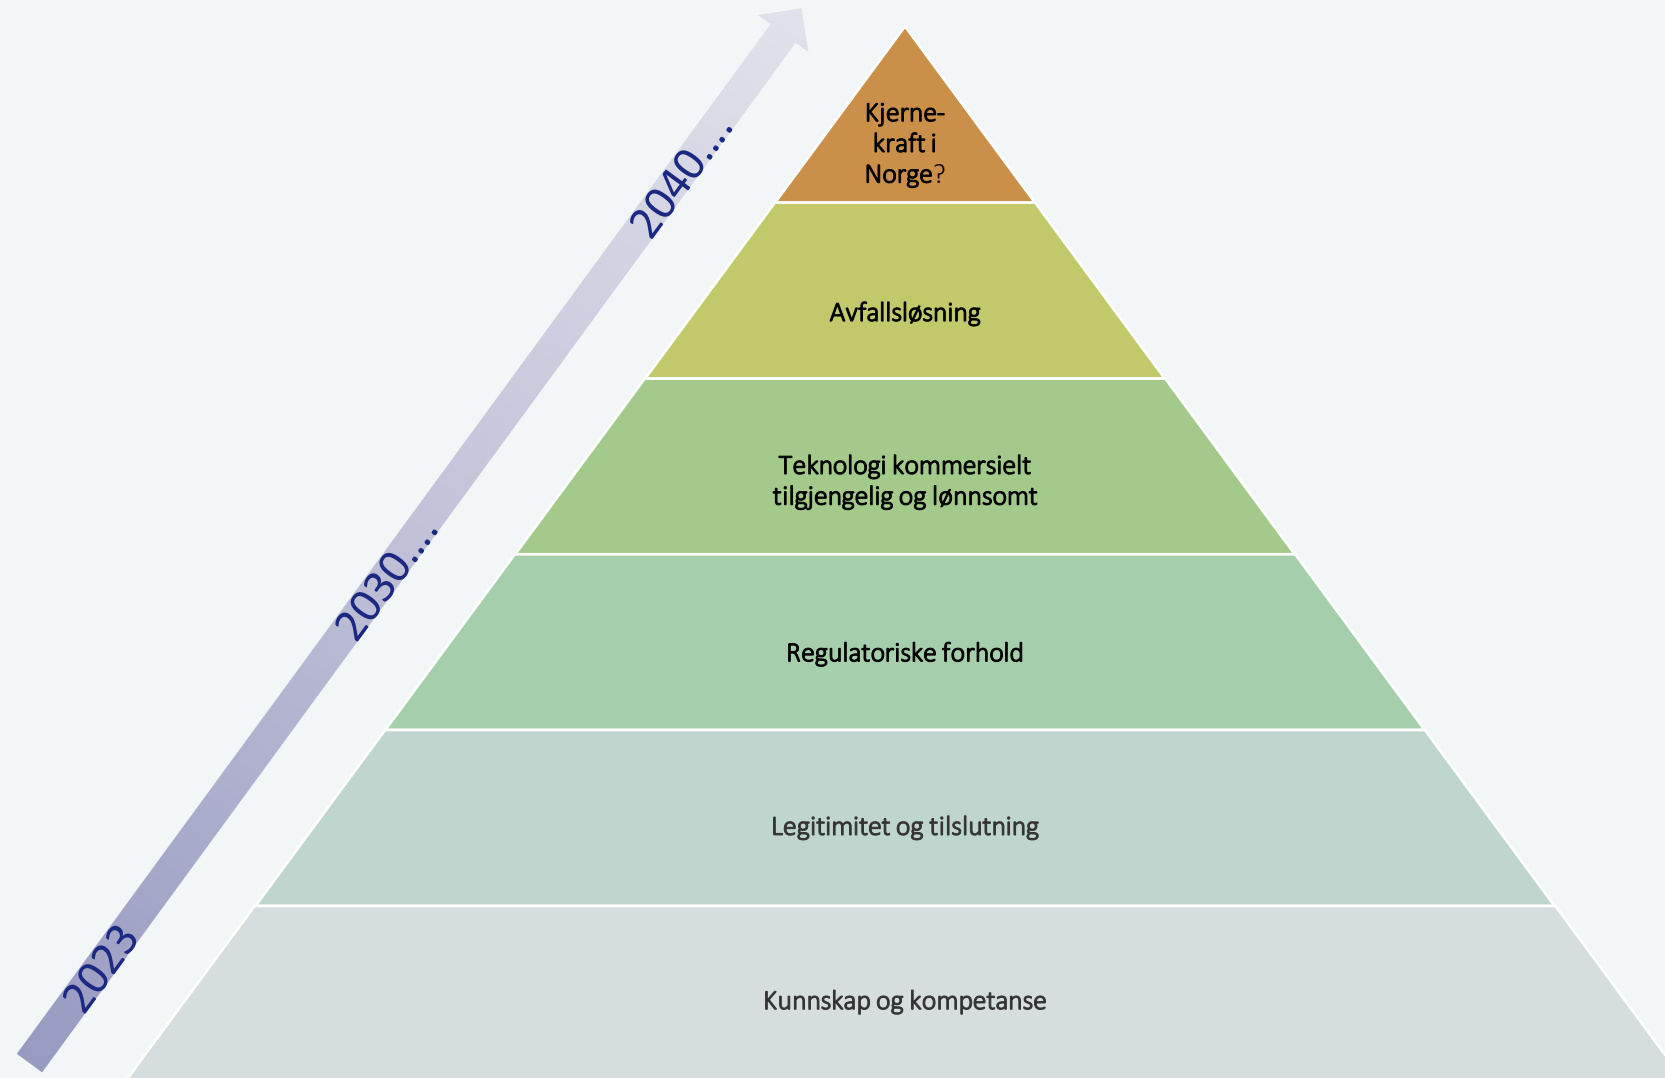 Kjerne-
kraft i
Norge?
Avfallsløsning
Teknologi kommersielt
tilgjengelig og lønnsomt
Regulatoriske forhold
Legitimitet og tilslutning
Kunnskap og kompetanse
2023
2030....
2040....